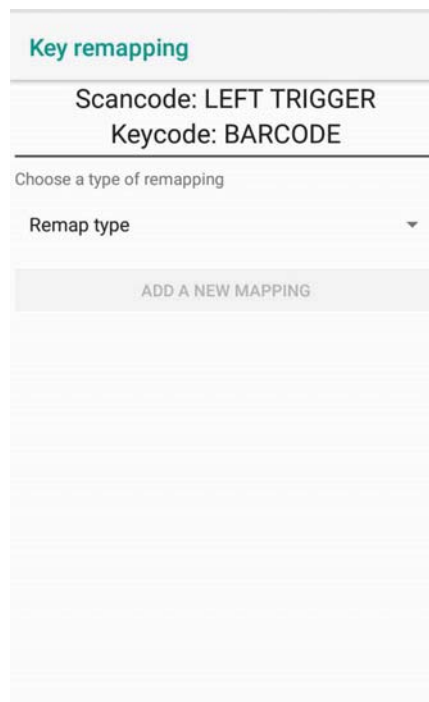 Key remapping
Scancode: LEFT TRIGGER
Keycode: BARCODE
Choose a type of remapping
Remap type
ADD A NEW MAPPING